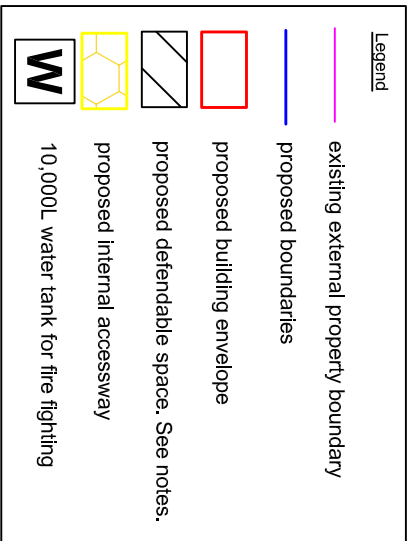 Legend
existing external property boundary
proposed boundaries
proposed building envelope
proposed defendable space. See notes.
proposed internal accessway
W 10,000L water tank for fire fighting